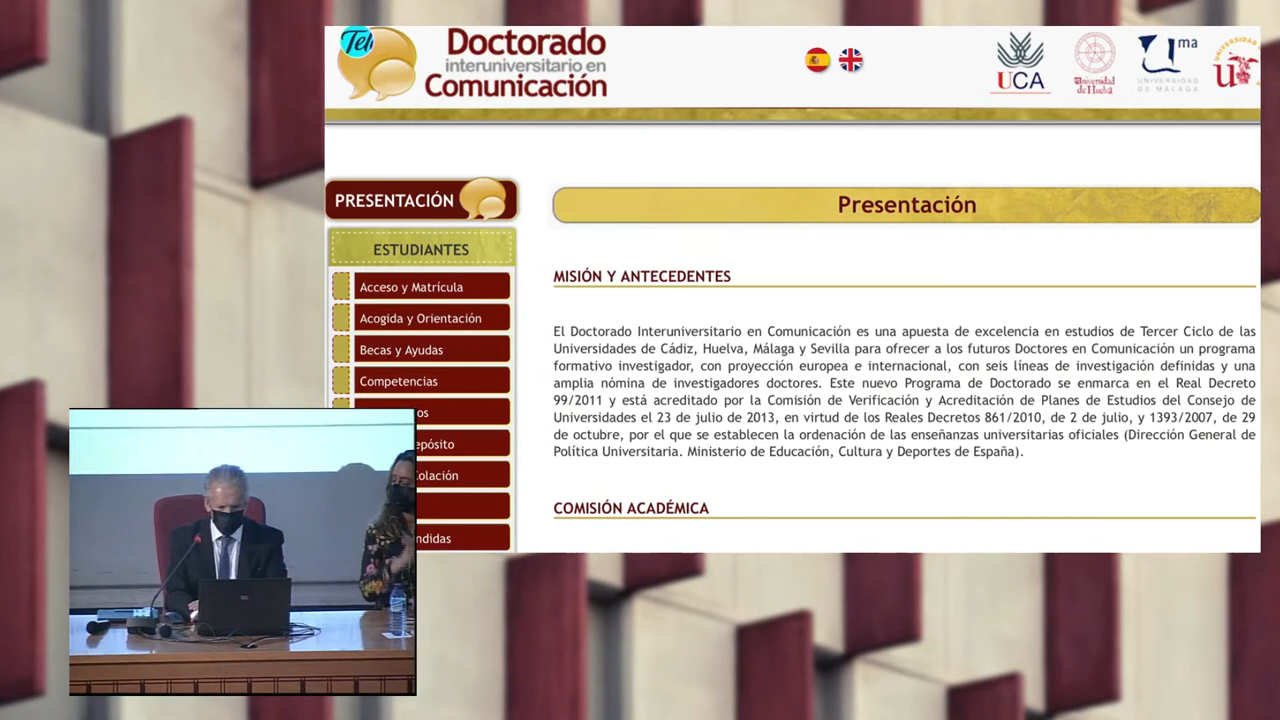 Tel
Doctorado
interuniversitario en
Comunicación
UCA
Universidad
de Huelva
uma
UNIVERSIDAD
DE MÁLAGA
UNIVERSIDAD
PRESENTACIÓN
Presentación
ESTUDIANTES
Acceso y Matrícula
Acogida y Orientación
Becas y Ayudas
Competencias
os
epósito
olación
ndidas
MISIÓN Y ANTECEDENTES
El Doctorado Interuniversitario en Comunicación es una apuesta de excelencia en estudios de Tercer Ciclo de las
Universidades de Cádiz, Huelva, Málaga y Sevilla para ofrecer a los futuros Doctores en Comunicación un programa
formativo investigador, con proyección europea e internacional, con seis líneas de investigación definidas y una
amplia nómina de investigadores doctores. Este nuevo Programa de Doctorado se enmarca en el Real Decreto
99/2011 y está acreditado por la Comisión de Verificación y Acreditación de Planes de Estudios del Consejo de
Universidades el 23 de julio de 2013, en virtud de los Reales Decretos 861/2010, de 2 de julio, y 1393/2007, de 29
de octubre, por el que se establecen la ordenación de las enseñanzas universitarias oficiales (Dirección General de
Política Universitaria. Ministerio de Educación, Cultura y Deportes de España).
COMISIÓN ACADÉMICA